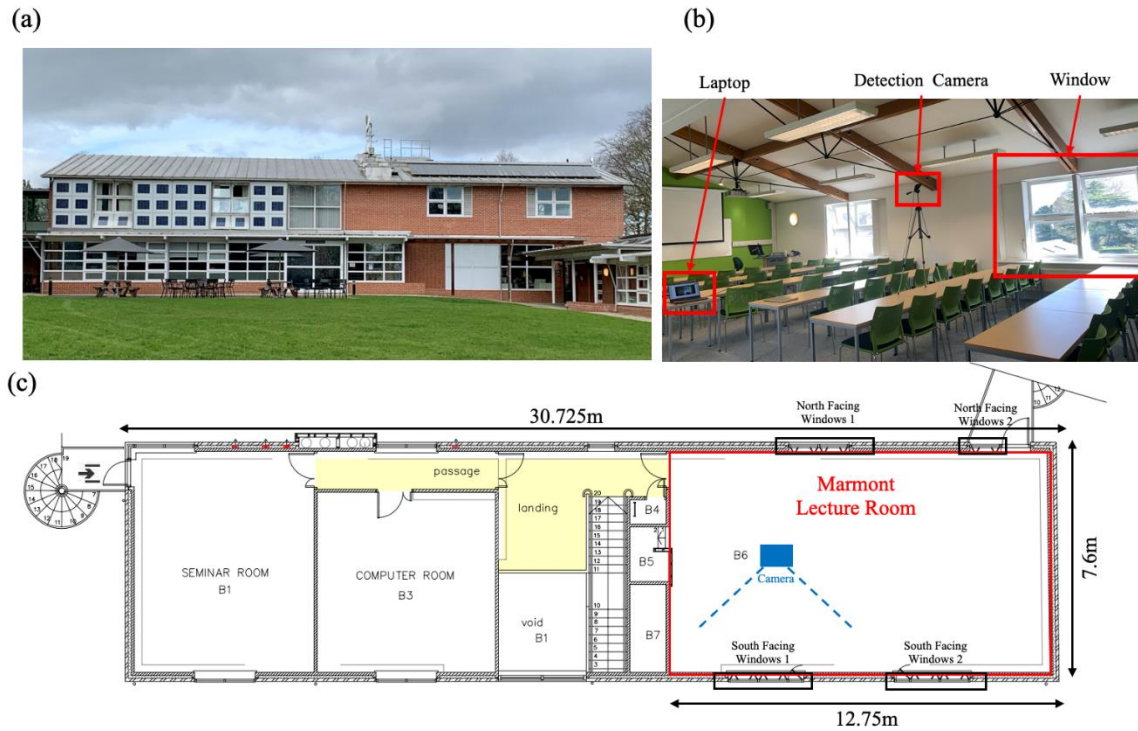 (a)
(b)
Laptop
Detection Camera
Window
(c)
30.725m
North Facing
Windows 1
North Facing
Windows 2
passage
landing
SEMINAR ROOM
B1
COMPUTER ROOM
B3
void
B1
B4
B5
B7
Marmont
Lecture Room
B6
Camera
7.6m
South Facing
Windows 1
South Facing
Windows 2
12.75m